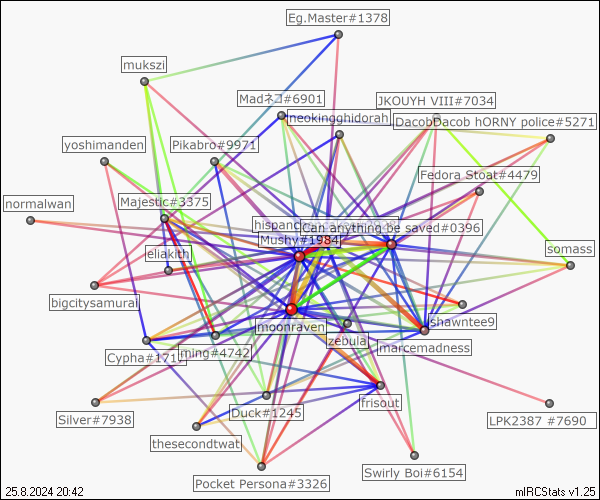 Eg.Master#1378
mukszi
Madネコ#6901
JKOUYH VIII#7034
neokingghidorah
DacobDacob hORNY police#5271
yoshimanden
Pikabro#9971
Fedora Stoat#4479
normalwan
Majestic#3375
Can anything be saved#0396
Mushy#1984
eliakith
somass
bigcitysamurai
moonraven
shawntee9
zebula
marcemadness
Cypha#1717
ming#4742
Silver#7938
Duck#1245
frisout
LPK2387 #7690
thesecondtwat
Swirly Boi#6154
Pocket Persona#3326
25.8.2024 20:42
mIRCStats v1.25